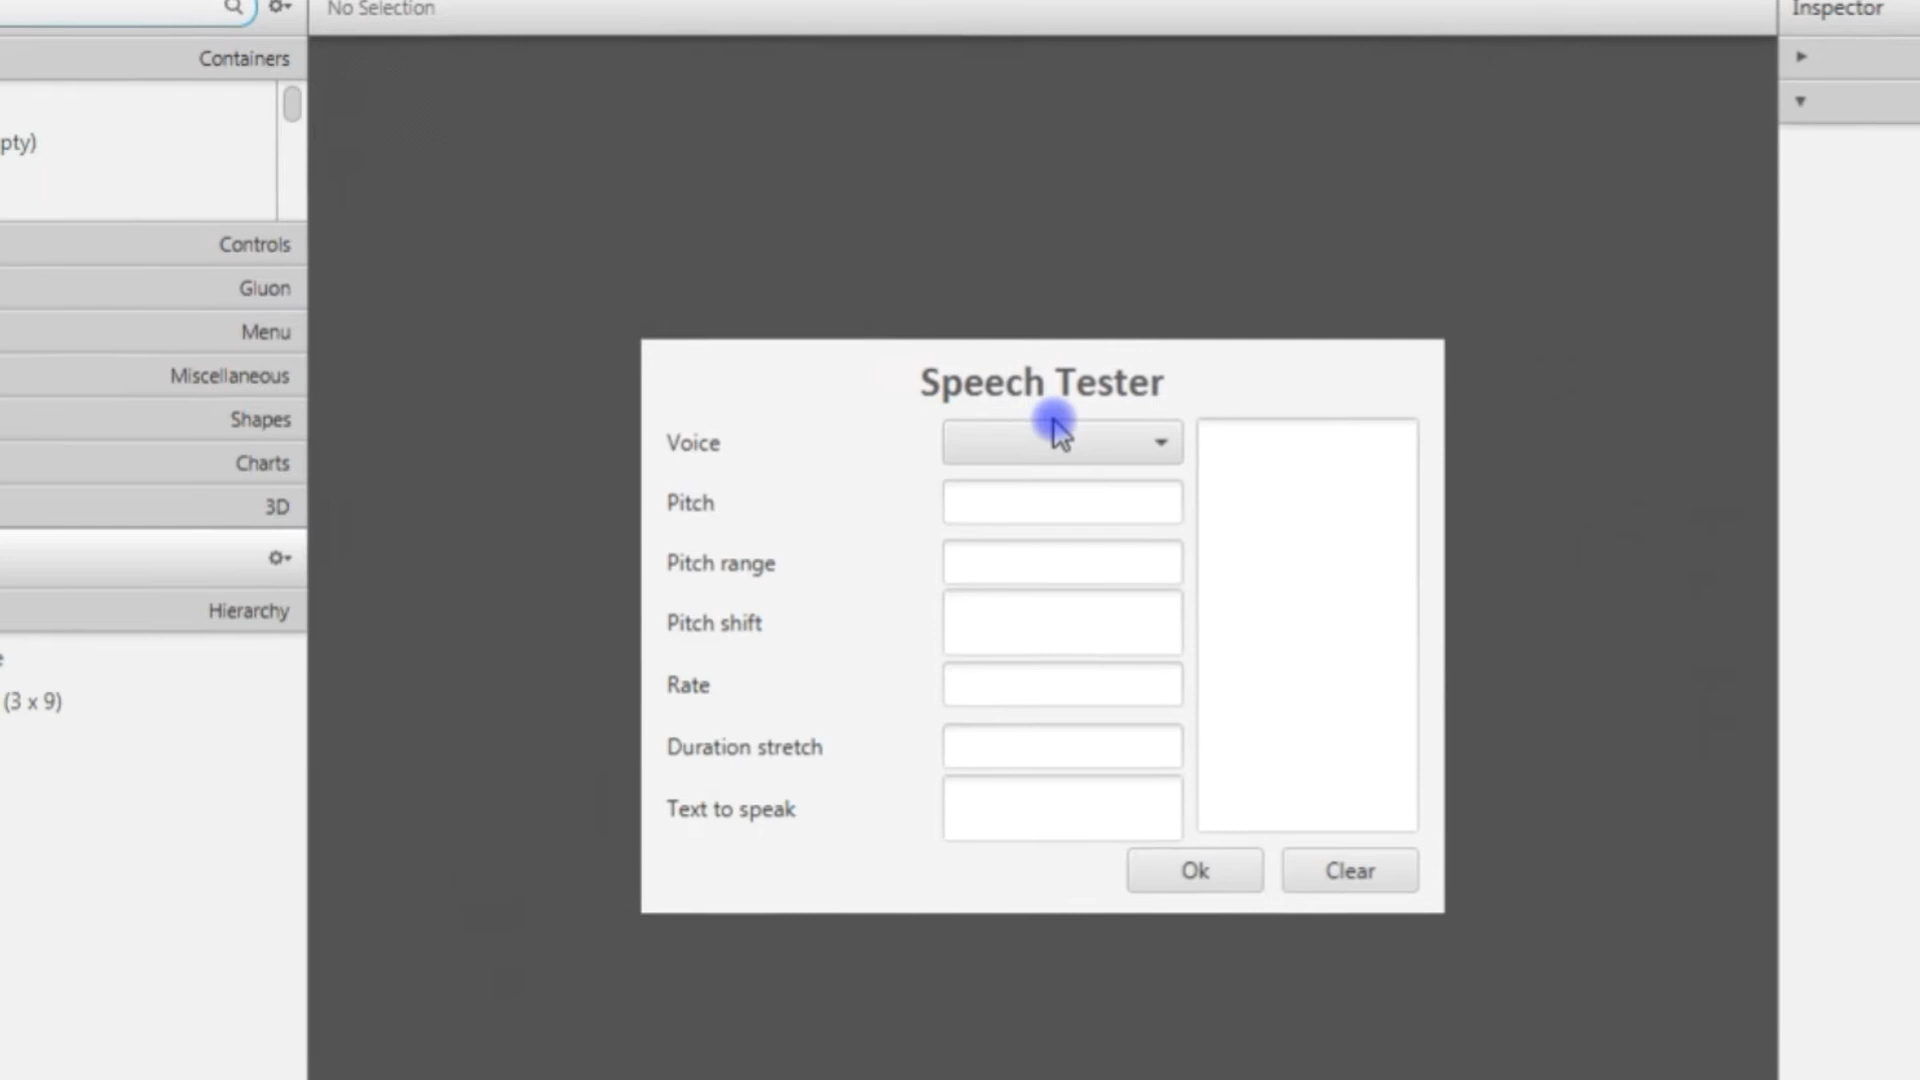 No Selection
Inspector
Containers
pty)
Controls
Gluon
Menu
Miscellaneous
Shapes
Charts
3D
Hierarchy
(3 x 9)
Speech Tester
Voice
Pitch
Pitch range
Pitch shift
Rate
Duration stretch
Text to speak
Ok
Clear